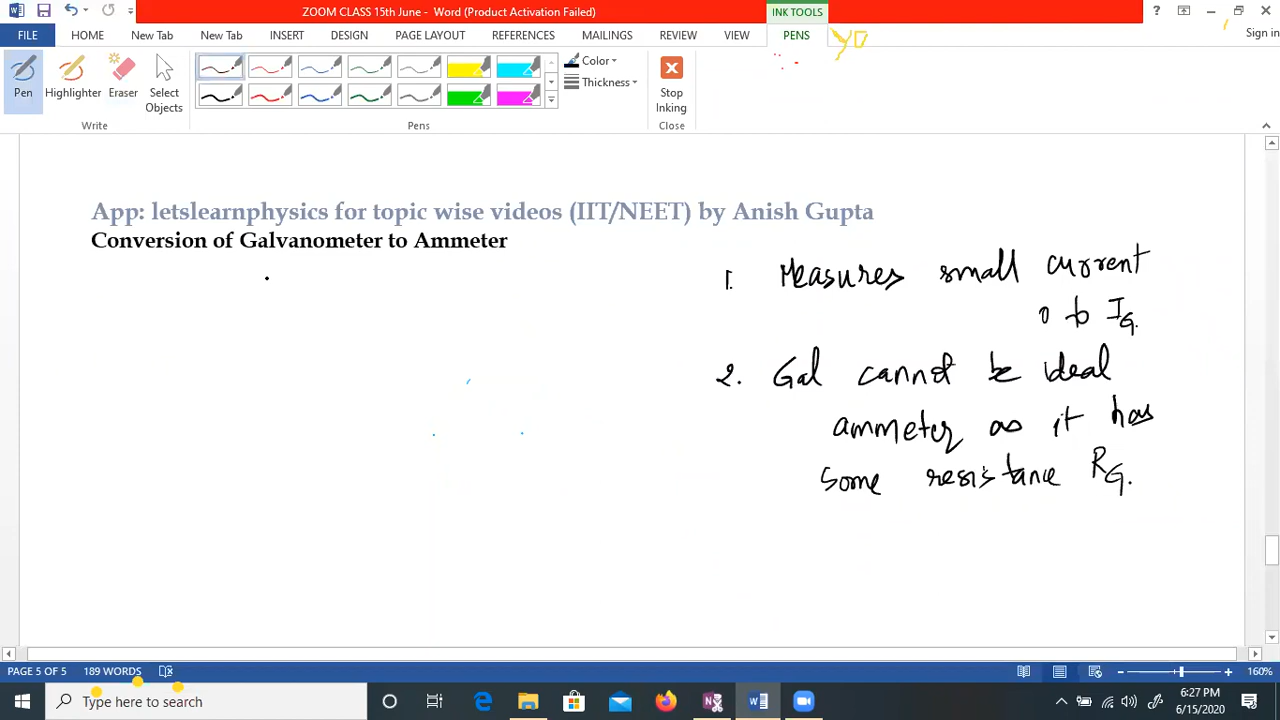 ZOOM CLASS 15th June - Word (Product Activation Failed)
INK TOOLS
FILE HOME New Tab New Tab INSERT DESIGN PAGE LAYOUT REFERENCES MAILINGS REVIEW VIEW PENS
Sign in
Pen Highlighter Eraser Select Objects
Color
Thickness
Stop Inking
Write Pens Close
App: letslearnphysics for topic wise videos (IIT/NEET) by Anish Gupta
Conversion of Galvanometer to Ammeter
1. Measures small current
0 to IG.
2. Gal cannot be ideal
ammeter as it has
some resistance RG.
PAGE 5 OF 5 189 WORDS 160%
Type here to search
6:27 PM
6/15/2020